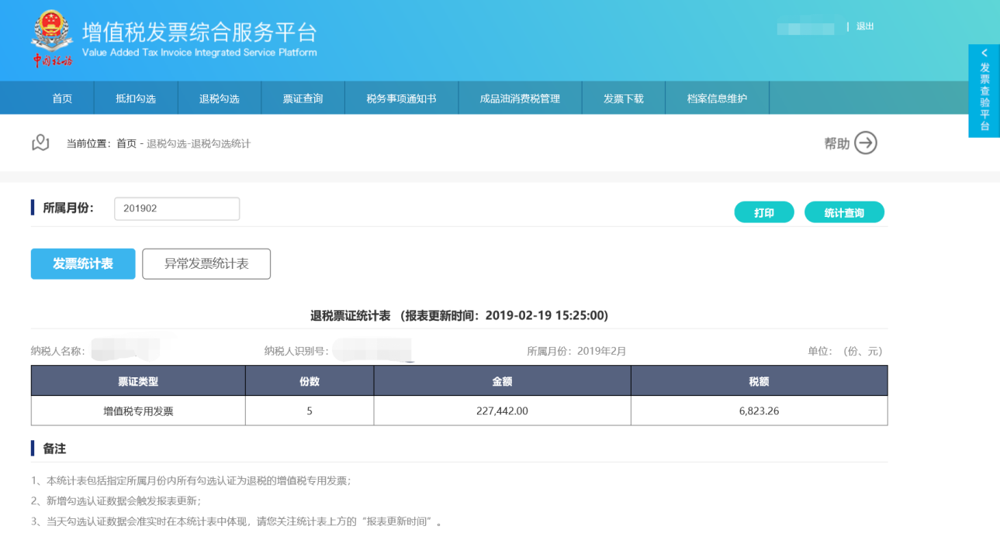 增值税发票综合服务平台
Value Added Tax Invoice Integrated Service Platform
中国税务
| 退出
< 发票查验平台
首页 抵扣勾选 退税勾选 票证查询 税务事项通知书 成品油消费税管理 发票下载 档案信息维护
当前位置：首页 - 退税勾选-退税勾选统计
帮助
所属月份： 201902
打印 统计查询
发票统计表 异常发票统计表
退税票证统计表 （报表更新时间：2019-02-19 15:25:00)
纳税人名称： 纳税人识别号： 所属月份：2019年2月 单位：（份、元）
票证类型 份数 金额 税额
增值税专用发票 5 227,442.00 6,823.26
备注
1、本统计表包括指定所属月份内所有勾选认证为退税的增值税专用发票；
2、新增勾选认证数据会触发报表更新；
3、当天勾选认证数据会准实时在本统计表中体现，请您关注统计表上方的“报表更新时间”。